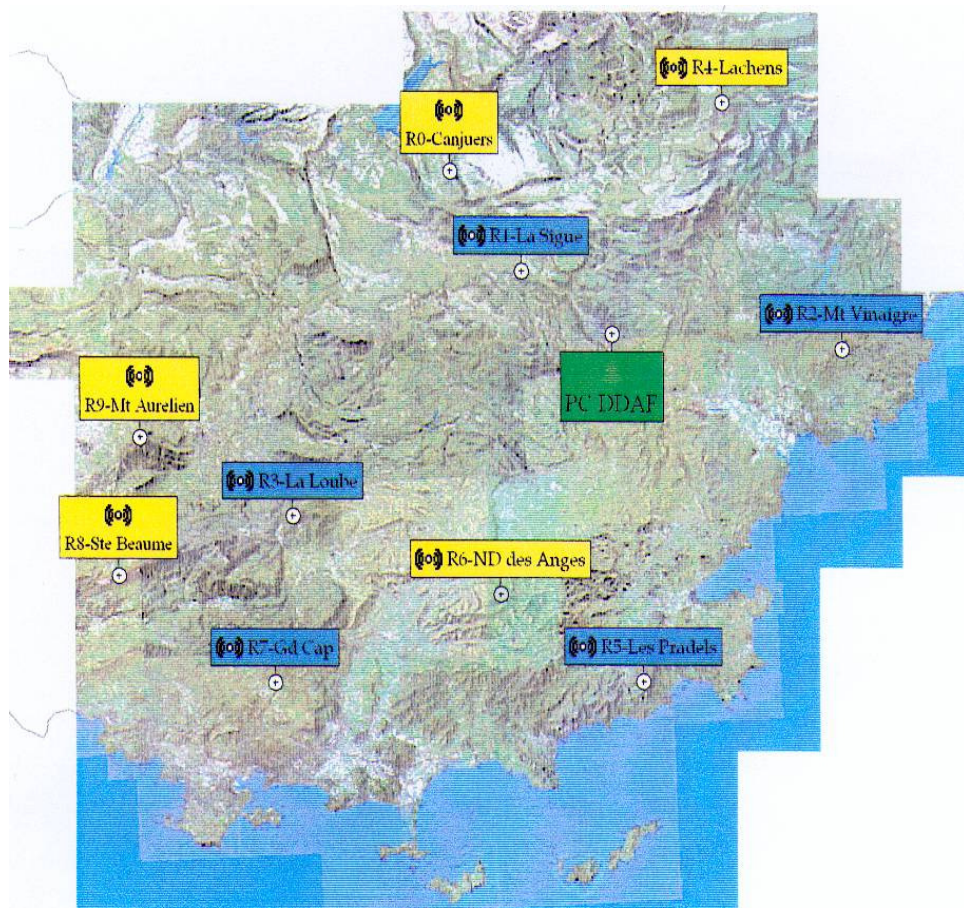 R4-Lachens
R0-Canjuers
R1-La Sigue
R2-Mt Vinaigre
PC DDAF
R9-Mt Aurelien
R3-La Loube
R8-Ste Beaume
R6-ND des Anges
R7-Gd Cap
R5-Les Pradels